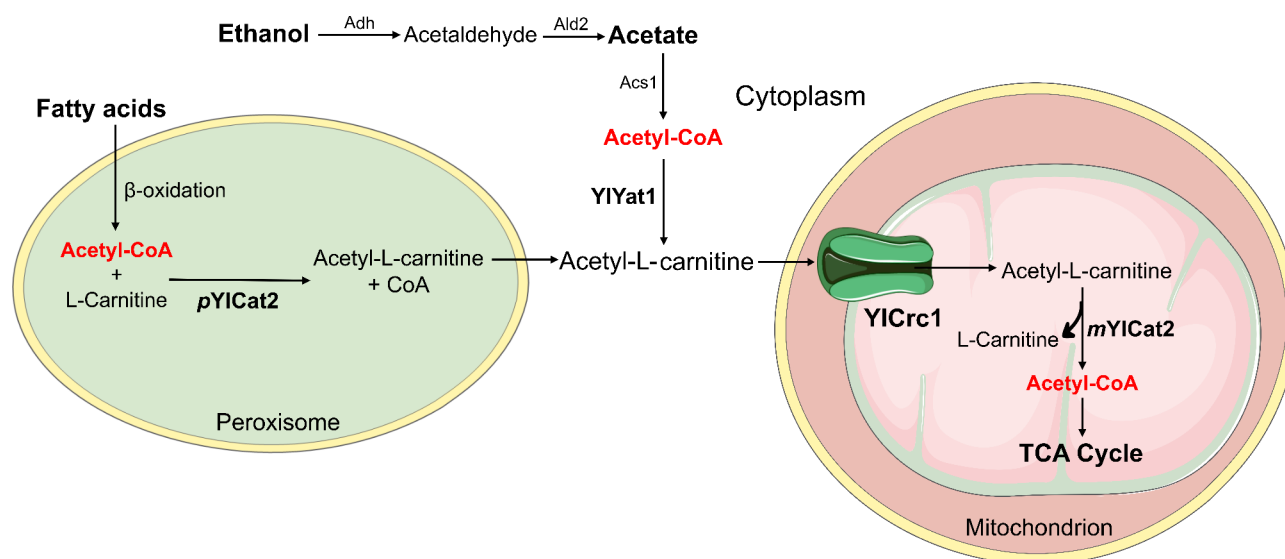 Ethanol
Adh
Acetaldehyde
Ald2
Acetate
Acs1
Cytoplasm
Fatty acids
Acetyl-CoA
β-oxidation
YlYat1
Acetyl-CoA
+
L-Carnitine
pYlCat2
Acetyl-L-carnitine
+ CoA
Acetyl-L-carnitine
YlCrc1
Acetyl-L-carnitine
L-Carnitine
mYlCat2
Acetyl-CoA
TCA Cycle
Peroxisome
Mitochondrion